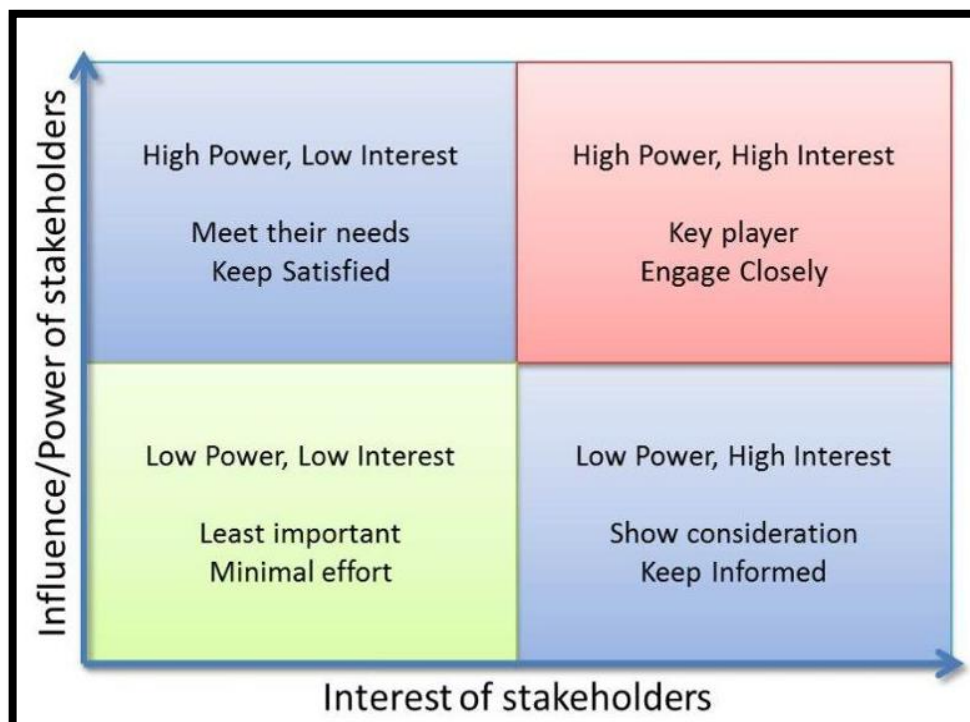 Influence/Power of stakeholders
High Power, Low Interest
Meet their needs
Keep Satisfied
High Power, High Interest
Key player
Engage Closely
Low Power, Low Interest
Least important
Minimal effort
Low Power, High Interest
Show consideration
Keep Informed
Interest of stakeholders